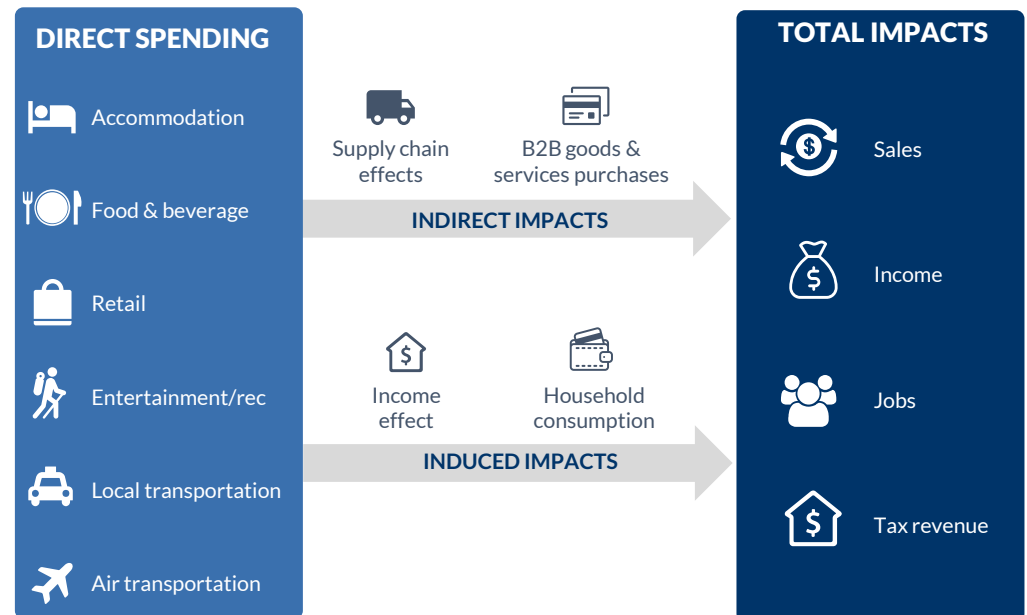 DIRECT SPENDING
Accommodation
Food & beverage
Retail
Entertainment/rec
Local transportation
Air transportation
Supply chain
effects
B2B goods &
services purchases
INDIRECT IMPACTS
Income
effect
Household
consumption
INDUCED IMPACTS
TOTAL IMPACTS
$
Sales
$
Income
Jobs
$
Tax revenue